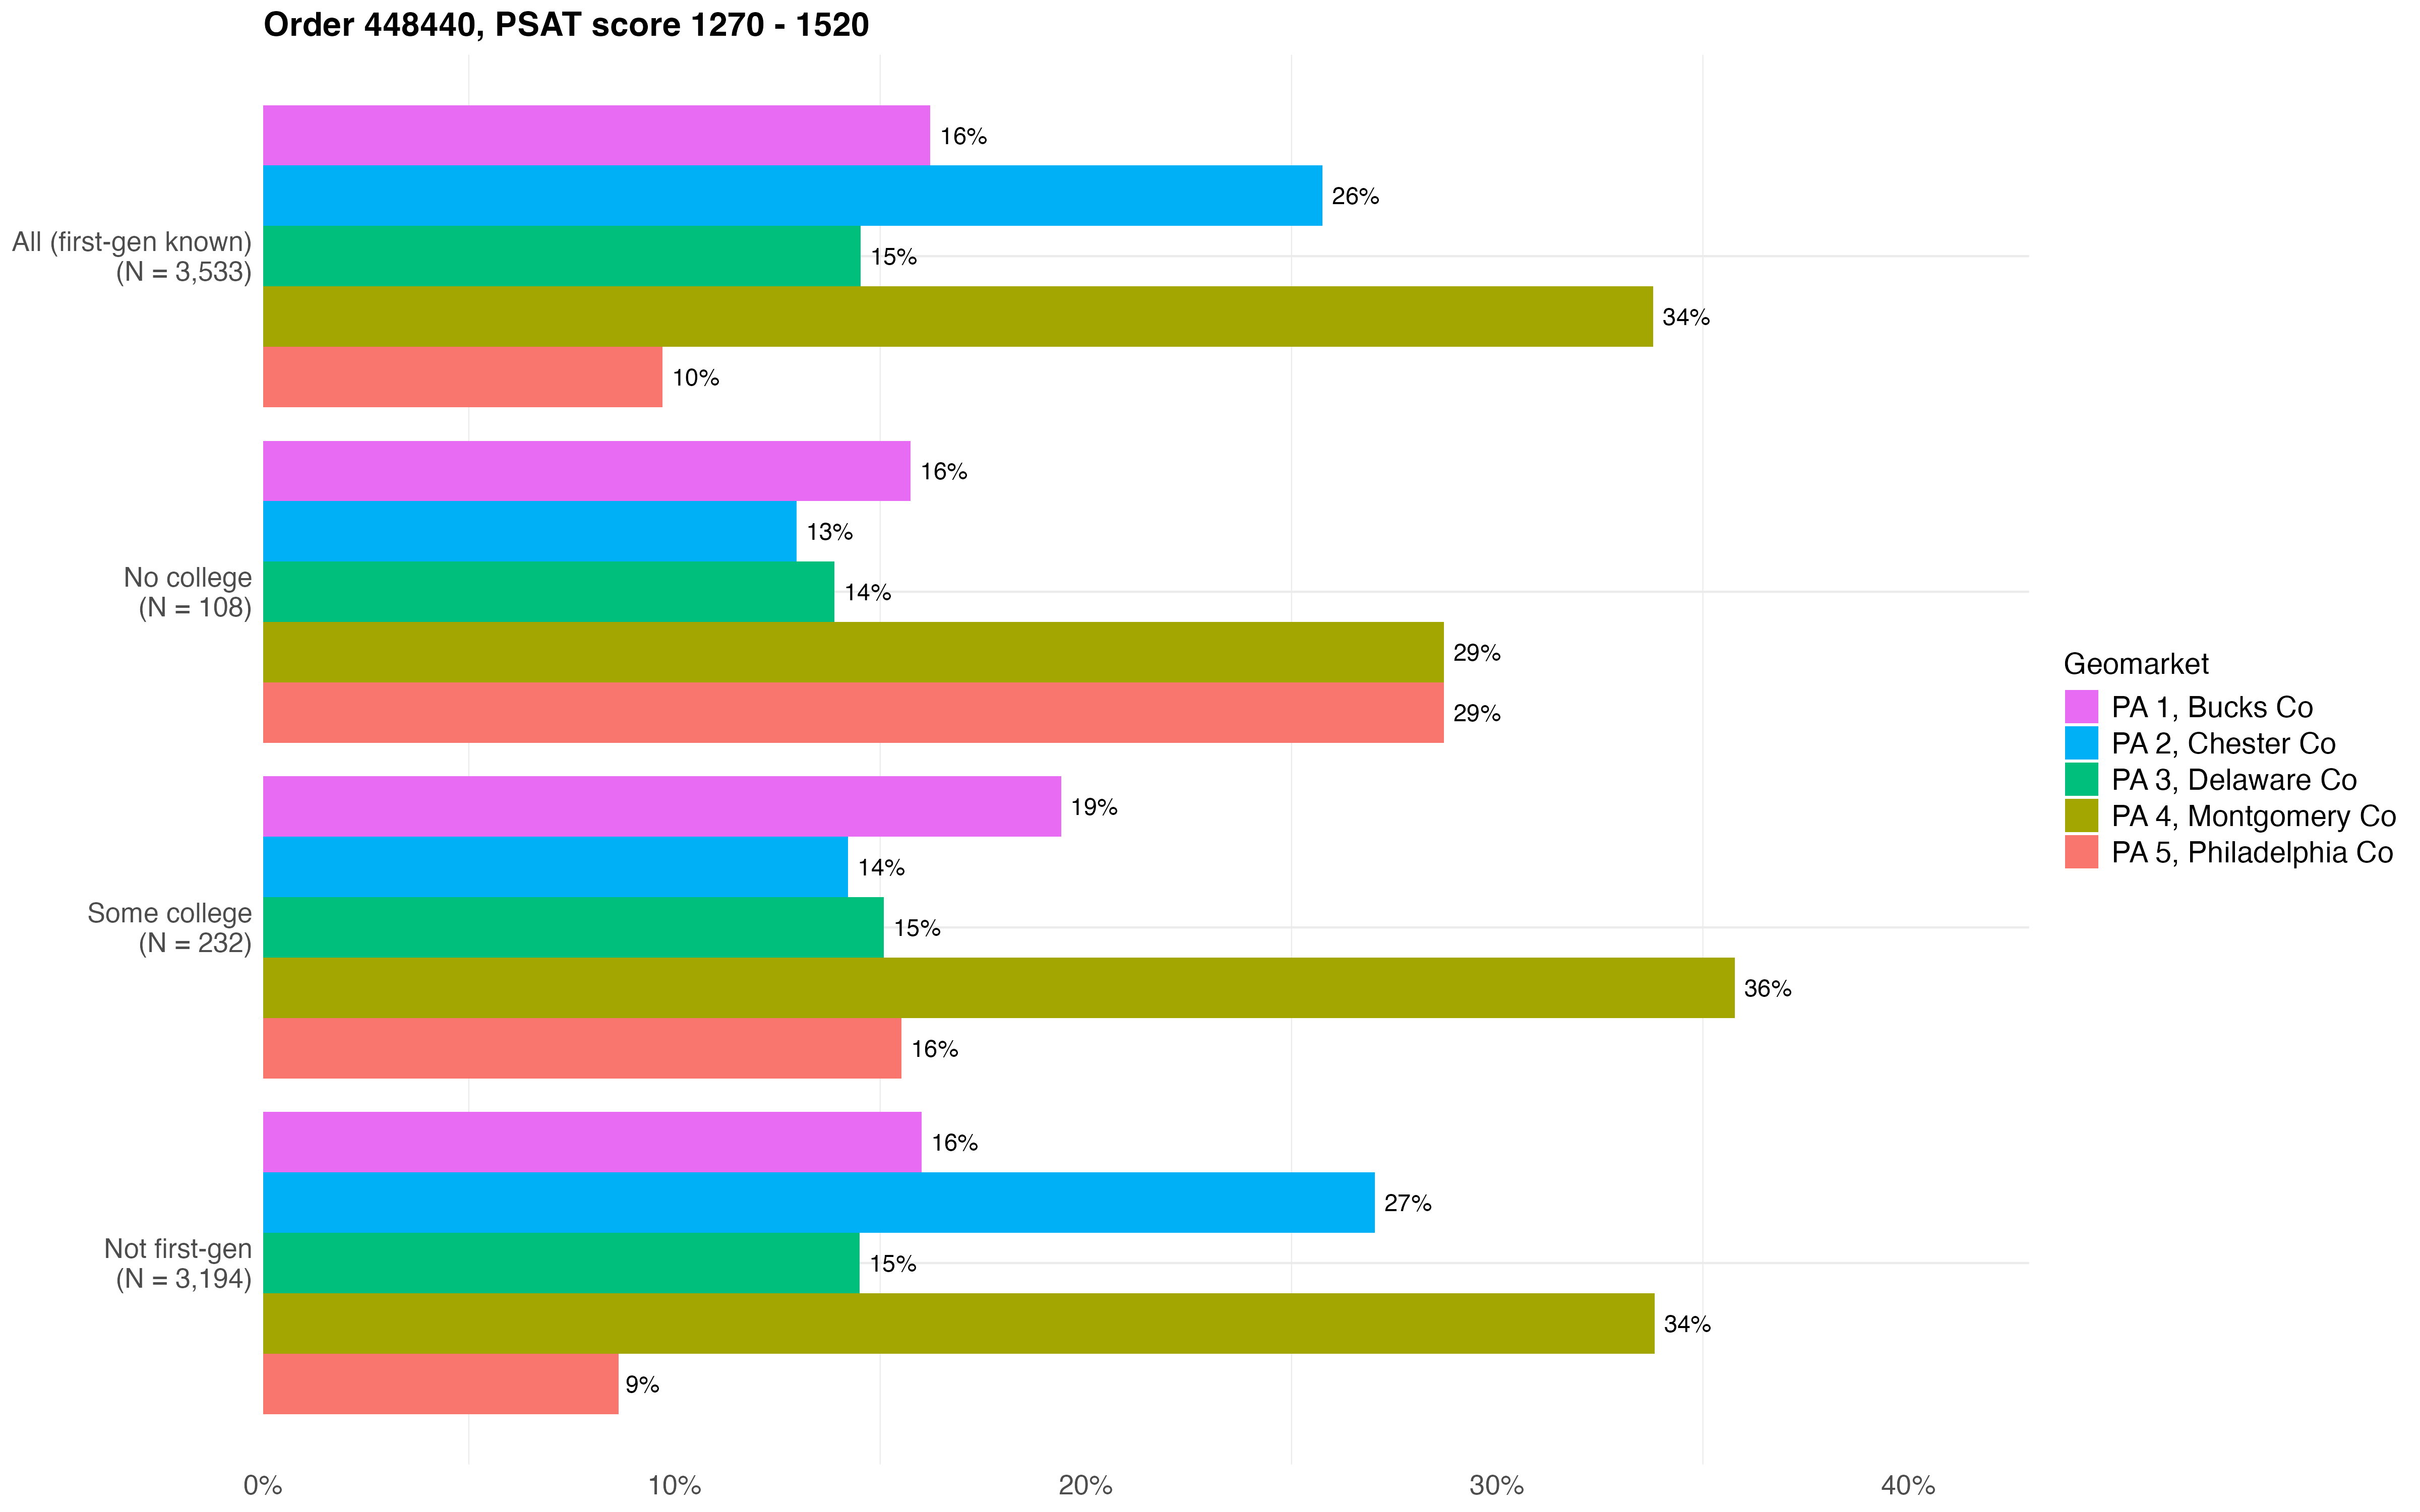 Order 448440, PSAT score 1270 - 1520
All (first-gen known)
(N = 3,533)
16%
26%
15%
34%
10%
No college
(N = 108)
16%
13%
14%
29%
29%
Some college
(N = 232)
19%
14%
15%
36%
16%
Not first-gen
(N = 3,194)
16%
27%
15%
34%
9%
0%
10%
20%
30%
40%
Geomarket
PA 1, Bucks Co
PA 2, Chester Co
PA 3, Delaware Co
PA 4, Montgomery Co
PA 5, Philadelphia Co